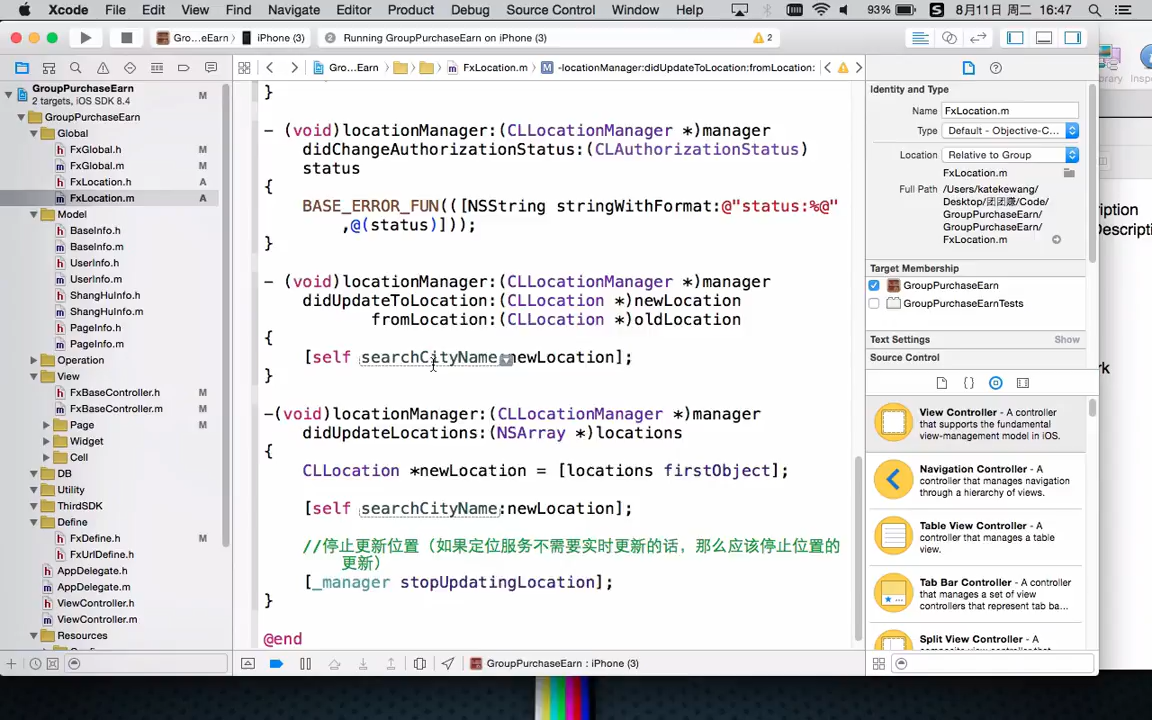 Xcode File Edit View Find Navigate Editor Product Debug Source Control Window Help 93% 8月11日 周二 16:47
Gro...eEarn iPhone (3) Running GroupPurchaseEarn on iPhone (3) 2
Gro...Earn FxLocation.m -locationManager:didUpdateToLocation:fromLocation:
GroupPurchaseEarn M
2 targets, iOS SDK 8.4
GroupPurchaseEarn
Global
FxGlobal.h M
FxGlobal.m M
FxLocation.h A
FxLocation.m A
Model
BaseInfo.h
BaseInfo.m
UserInfo.h
UserInfo.m
ShangHuInfo.h
ShangHuInfo.m
PageInfo.h
PageInfo.m
Operation
View
FxBaseController.h M
FxBaseController.m M
Page M
Widget
Cell
DB
Utility
ThirdSDK
Define
FxDefine.h M
FxUrlDefine.h
AppDelegate.h
AppDelegate.m
ViewController.h
ViewController.m
Resources
}
- (void)locationManager:(CLLocationManager *)manager
didChangeAuthorizationStatus:(CLAuthorizationStatus)
status
{
BASE_ERROR_FUN(([NSString stringWithFormat:@"status:%@"
,@(status)]));
}
- (void)locationManager:(CLLocationManager *)manager
didUpdateToLocation:(CLLocation *)newLocation
fromLocation:(CLLocation *)oldLocation
{
[self searchCityName:newLocation];
}
-(void)locationManager:(CLLocationManager *)manager
didUpdateLocations:(NSArray *)locations
{
CLLocation *newLocation = [locations firstObject];
[self searchCityName:newLocation];
//停止更新位置（如果定位服务不需要实时更新的话，那么应该停止位置的
更新）
[_manager stopUpdatingLocation];
}
@end
GroupPurchaseEarn : iPhone (3)
Identity and Type
Name FxLocation.m
Type Default - Objective-C...
Location Relative to Group
FxLocation.m
Full Path /Users/katekewang/
Desktop/团团赚/Code/
GroupPurchaseEarn/
GroupPurchaseEarn/
FxLocation.m
Target Membership
GroupPurchaseEarn
GroupPurchaseEarnTests
Text Settings Show
Source Control
View Controller - A controller
that supports the fundamental
view-management model in iOS.
Navigation Controller - A
controller that manages navigation
through a hierarchy of views.
Table View Controller - A
controller that manages a table
view.
Tab Bar Controller - A controller
that manages a set of view
controllers that represent tab ba...
Split View Controller - A